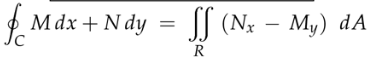 ∮_C M dx + N dy = ∬_R (N_x − M_y) dA